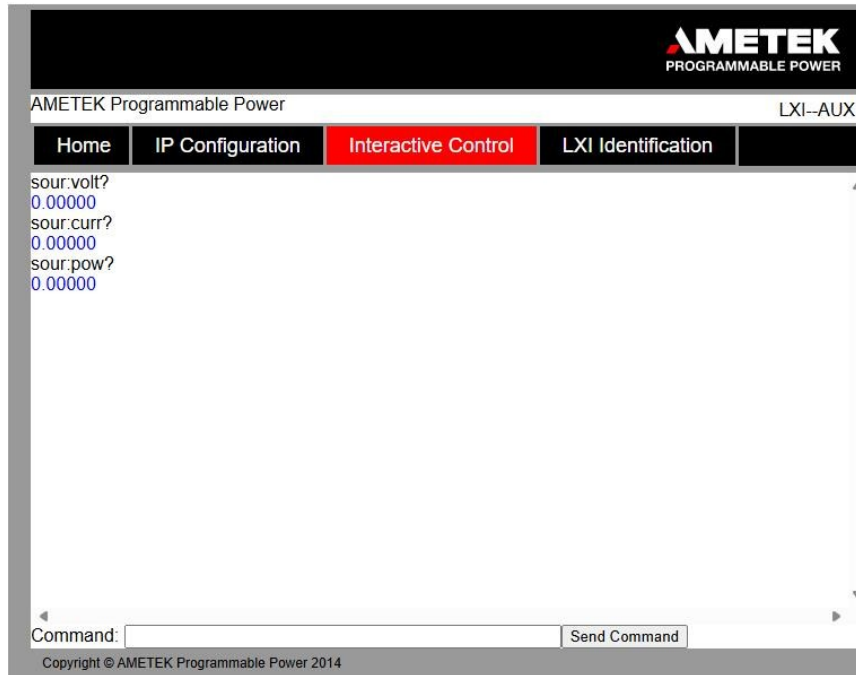 AMETEK
PROGRAMMABLE POWER
AMETEK Programmable Power LXI--AUX
Home IP Configuration Interactive Control LXI Identification
sour:volt?
0.00000
sour:curr?
0.00000
sour:pow?
0.00000
Command: Send Command
Copyright © AMETEK Programmable Power 2014